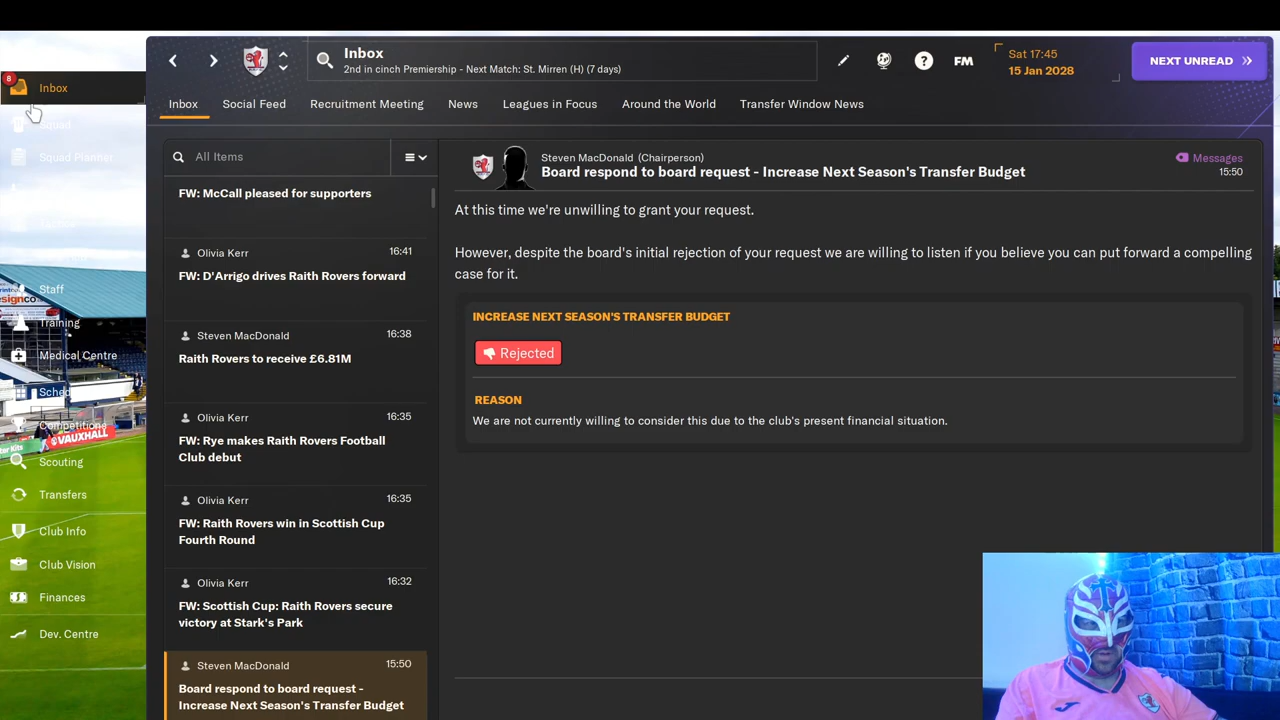 8
Inbox
Squad
Squad Planner
Staff
Training
Medical Centre
Sched
Competitions
VAUXHALL
Scouting
Transfers
Club Info
Club Vision
Finances
Dev. Centre
Inbox
2nd in cinch Premiership - Next Match: St. Mirren (H) (7 days)
FM
Sat 17:45
15 Jan 2028
NEXT UNREAD
Inbox
Social Feed
Recruitment Meeting
News
Leagues in Focus
Around the World
Transfer Window News
All Items
FW: McCall pleased for supporters
Olivia Kerr
16:41
FW: D'Arrigo drives Raith Rovers forward
Steven MacDonald
16:38
Raith Rovers to receive £6.81M
Olivia Kerr
16:35
FW: Rye makes Raith Rovers Football
Club debut
Olivia Kerr
16:35
FW: Raith Rovers win in Scottish Cup
Fourth Round
Olivia Kerr
16:32
FW: Scottish Cup: Raith Rovers secure
victory at Stark's Park
Steven MacDonald
15:50
Board respond to board request -
Increase Next Season's Transfer Budget
Steven MacDonald (Chairperson)
Board respond to board request - Increase Next Season's Transfer Budget
Messages
15:50
At this time we're unwilling to grant your request.
However, despite the board's initial rejection of your request we are willing to listen if you believe you can put forward a compelling
case for it.
INCREASE NEXT SEASON'S TRANSFER BUDGET
Rejected
REASON
We are not currently willing to consider this due to the club's present financial situation.